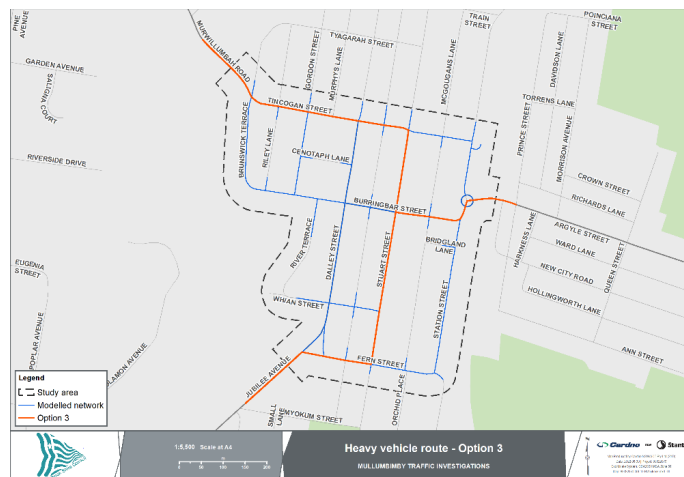 PINE
AVENUE
TRAIN
STREET
POINCIANA
STREET
MURWILLUMBAH ROAD
GORDON STREET
MURPHYS LANE
TYAGARAH STREET
MCGOUGANS LANE
DAVIDSON LANE
GARDEN AVENUE
SALIGNA
COURT
TINCOGAN STREET
TORRENS LANE
PRINCE STREET
MORRISON AVENUE
BRUNSWICK TERRACE
RILEY LANE
CENOTAPH LANE
RIVERSIDE DRIVE
CROWN STREET
RICHARDS LANE
BURRINGBAR STREET
ARGYLE STREET
RIVER TERRACE
DALLEY STREET
STUART STREET
BRIDGLAND
LANE
HARKNESS LANE
WARD LANE
QUEEN STREET
EUGENIA
STREET
NEW CITY ROAD
WHIAN STREET
STATION STREET
HOLLINGWORTH LANE
POPLAR AVENUE
JUBILEE AVENUE
FERN STREET
ANN STREET
SMALL
LANE
MYOKUM STREET
ORCHID PLACE
Legend
Study area
Modelled network
Option 3
1:5,500 Scale at A4
Heavy vehicle route - Option 3
MULLUMBIMBY TRAFFIC INVESTIGATIONS
Cardno now Stant